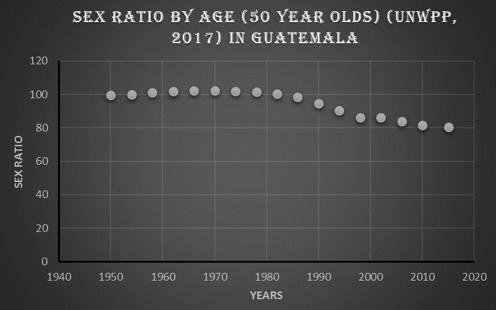 SEX RATIO BY AGE (50 YEAR OLDS) (UNWPP,
2017) IN GUATEMALA
120
100
80
60
40
20
0
SEX RATIO
1940 1950 1960 1970 1980 1990 2000 2010 2020
YEARS